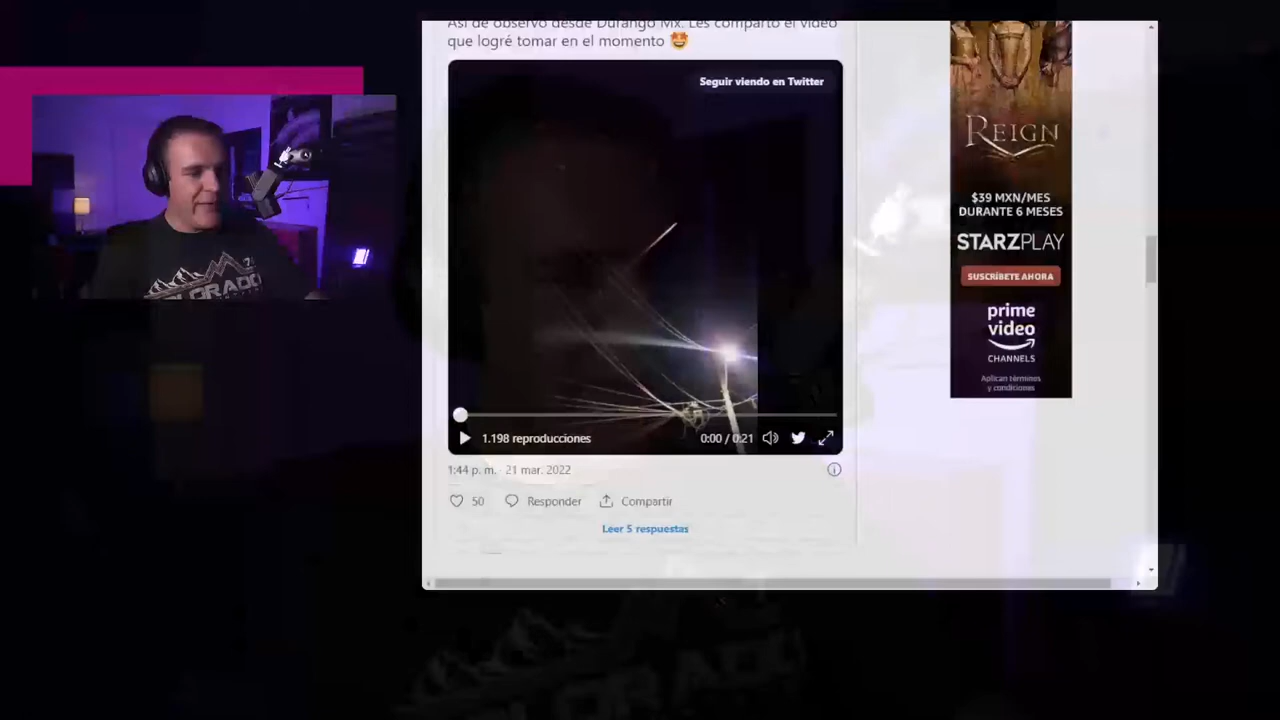 Así de observo desde Durango Mx. Les comparto el video
que logré tomar en el momento 🤩
Seguir viendo en Twitter
1.198 reproducciones
0:00 / 0:21
1:44 p. m. · 21 mar. 2022
50
Responder
Compartir
Leer 5 respuestas
REIGN
$39 MXN/MES
DURANTE 6 MESES
STARZPLAY
SUSCRÍBETE AHORA
prime
video
CHANNELS
Aplican términos
y condiciones